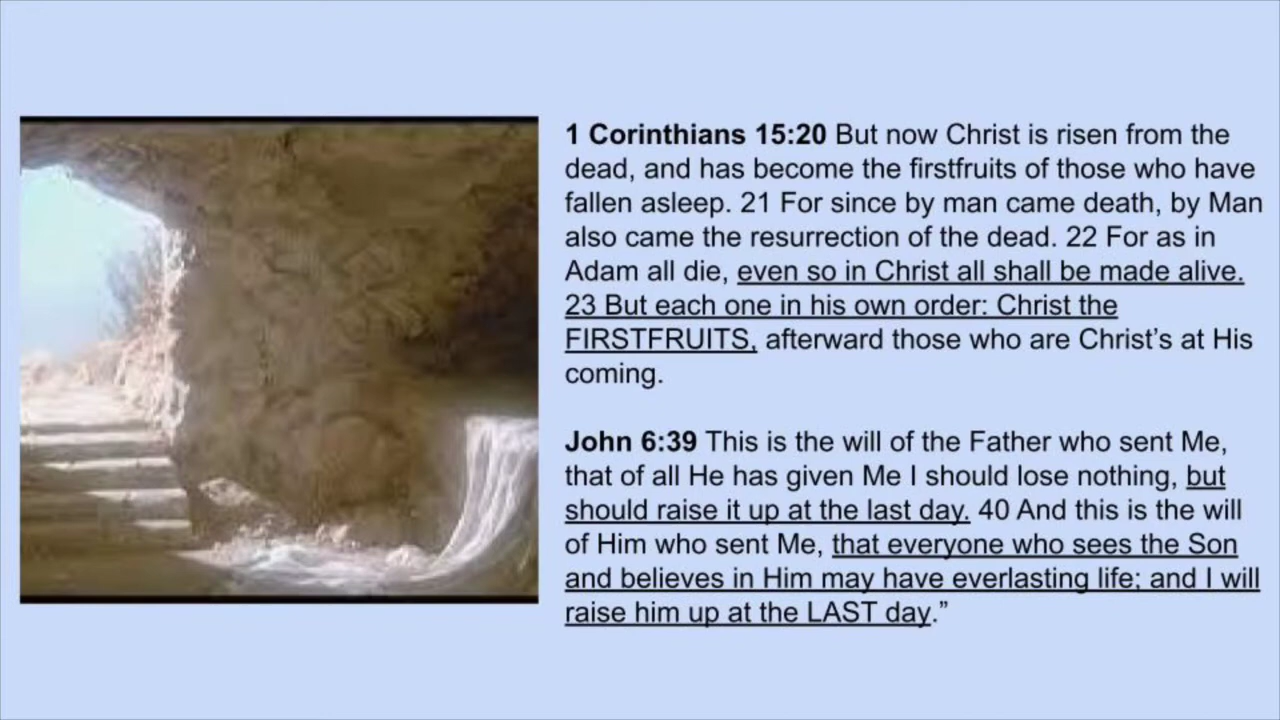 1 Corinthians 15:20 But now Christ is risen from the
dead, and has become the firstfruits of those who have
fallen asleep. 21 For since by man came death, by Man
also came the resurrection of the dead. 22 For as in
Adam all die, even so in Christ all shall be made alive.
23 But each one in his own order: Christ the
FIRSTFRUITS, afterward those who are Christ’s at His
coming.
John 6:39 This is the will of the Father who sent Me,
that of all He has given Me I should lose nothing, but
should raise it up at the last day. 40 And this is the will
of Him who sent Me, that everyone who sees the Son
and believes in Him may have everlasting life; and I will
raise him up at the LAST day.”